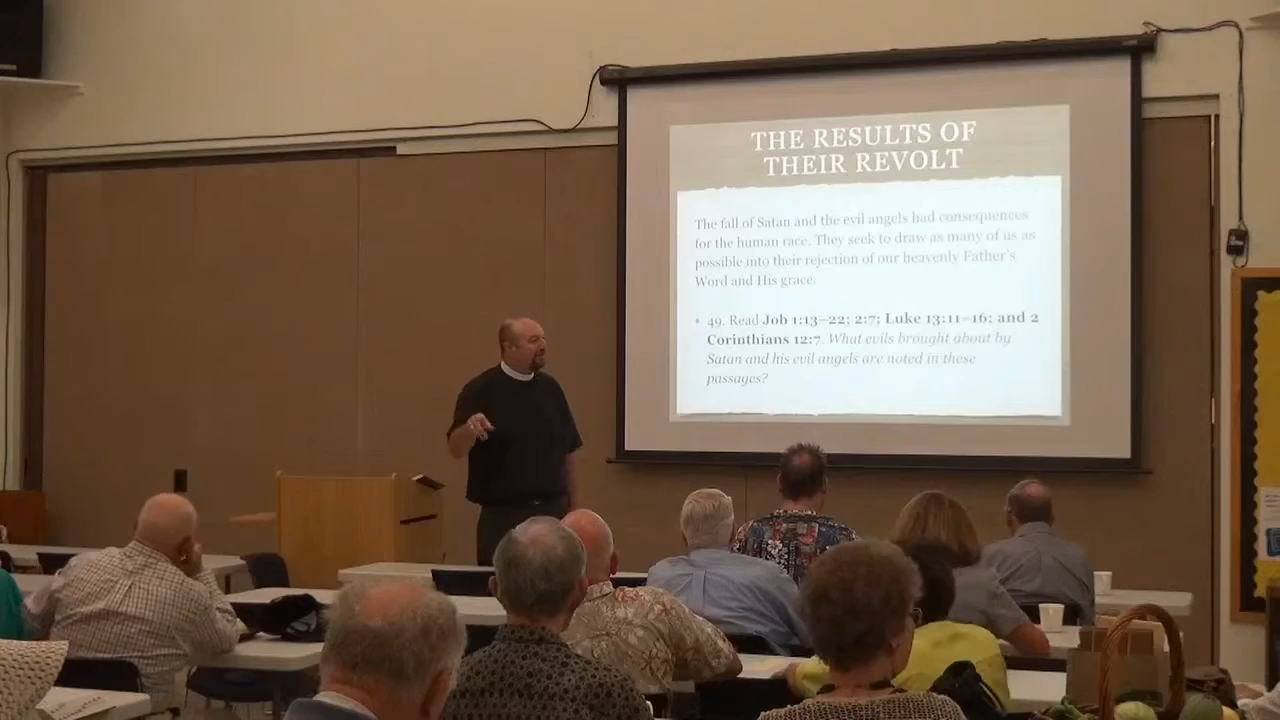 THE RESULTS OF
THEIR REVOLT
The fall of Satan and the evil angels had consequences
for the human race. They seek to draw as many of us as
possible into their rejection of our heavenly Father's
Word and His grace.
• 49. Read Job 1:13–22; 2:7; Luke 13:11–16; and 2
Corinthians 12:7. What evils brought about by
Satan and his evil angels are noted in these
passages?